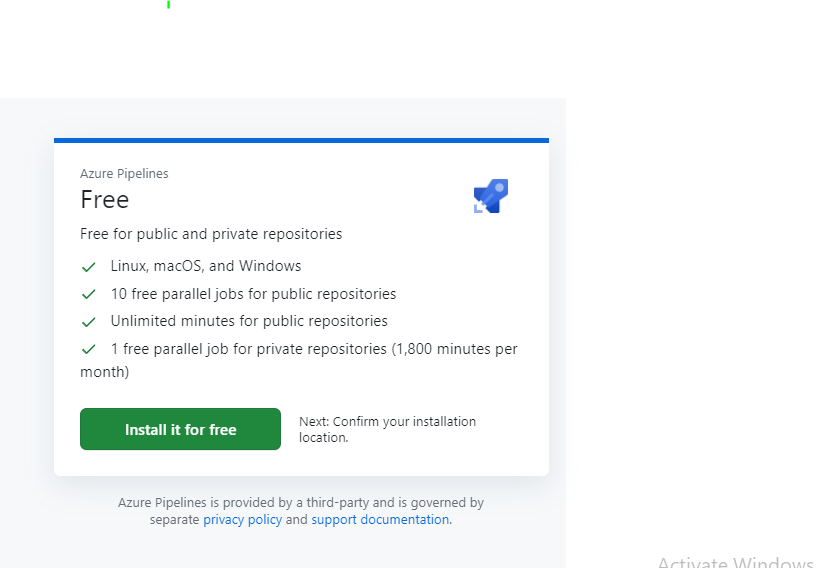 Azure Pipelines
Free
Free for public and private repositories
Linux, macOS, and Windows
10 free parallel jobs for public repositories
Unlimited minutes for public repositories
1 free parallel job for private repositories (1,800 minutes per
month)
Install it for free
Next: Confirm your installation
location.
Azure Pipelines is provided by a third-party and is governed by
separate privacy policy and support documentation.
Activate Windows